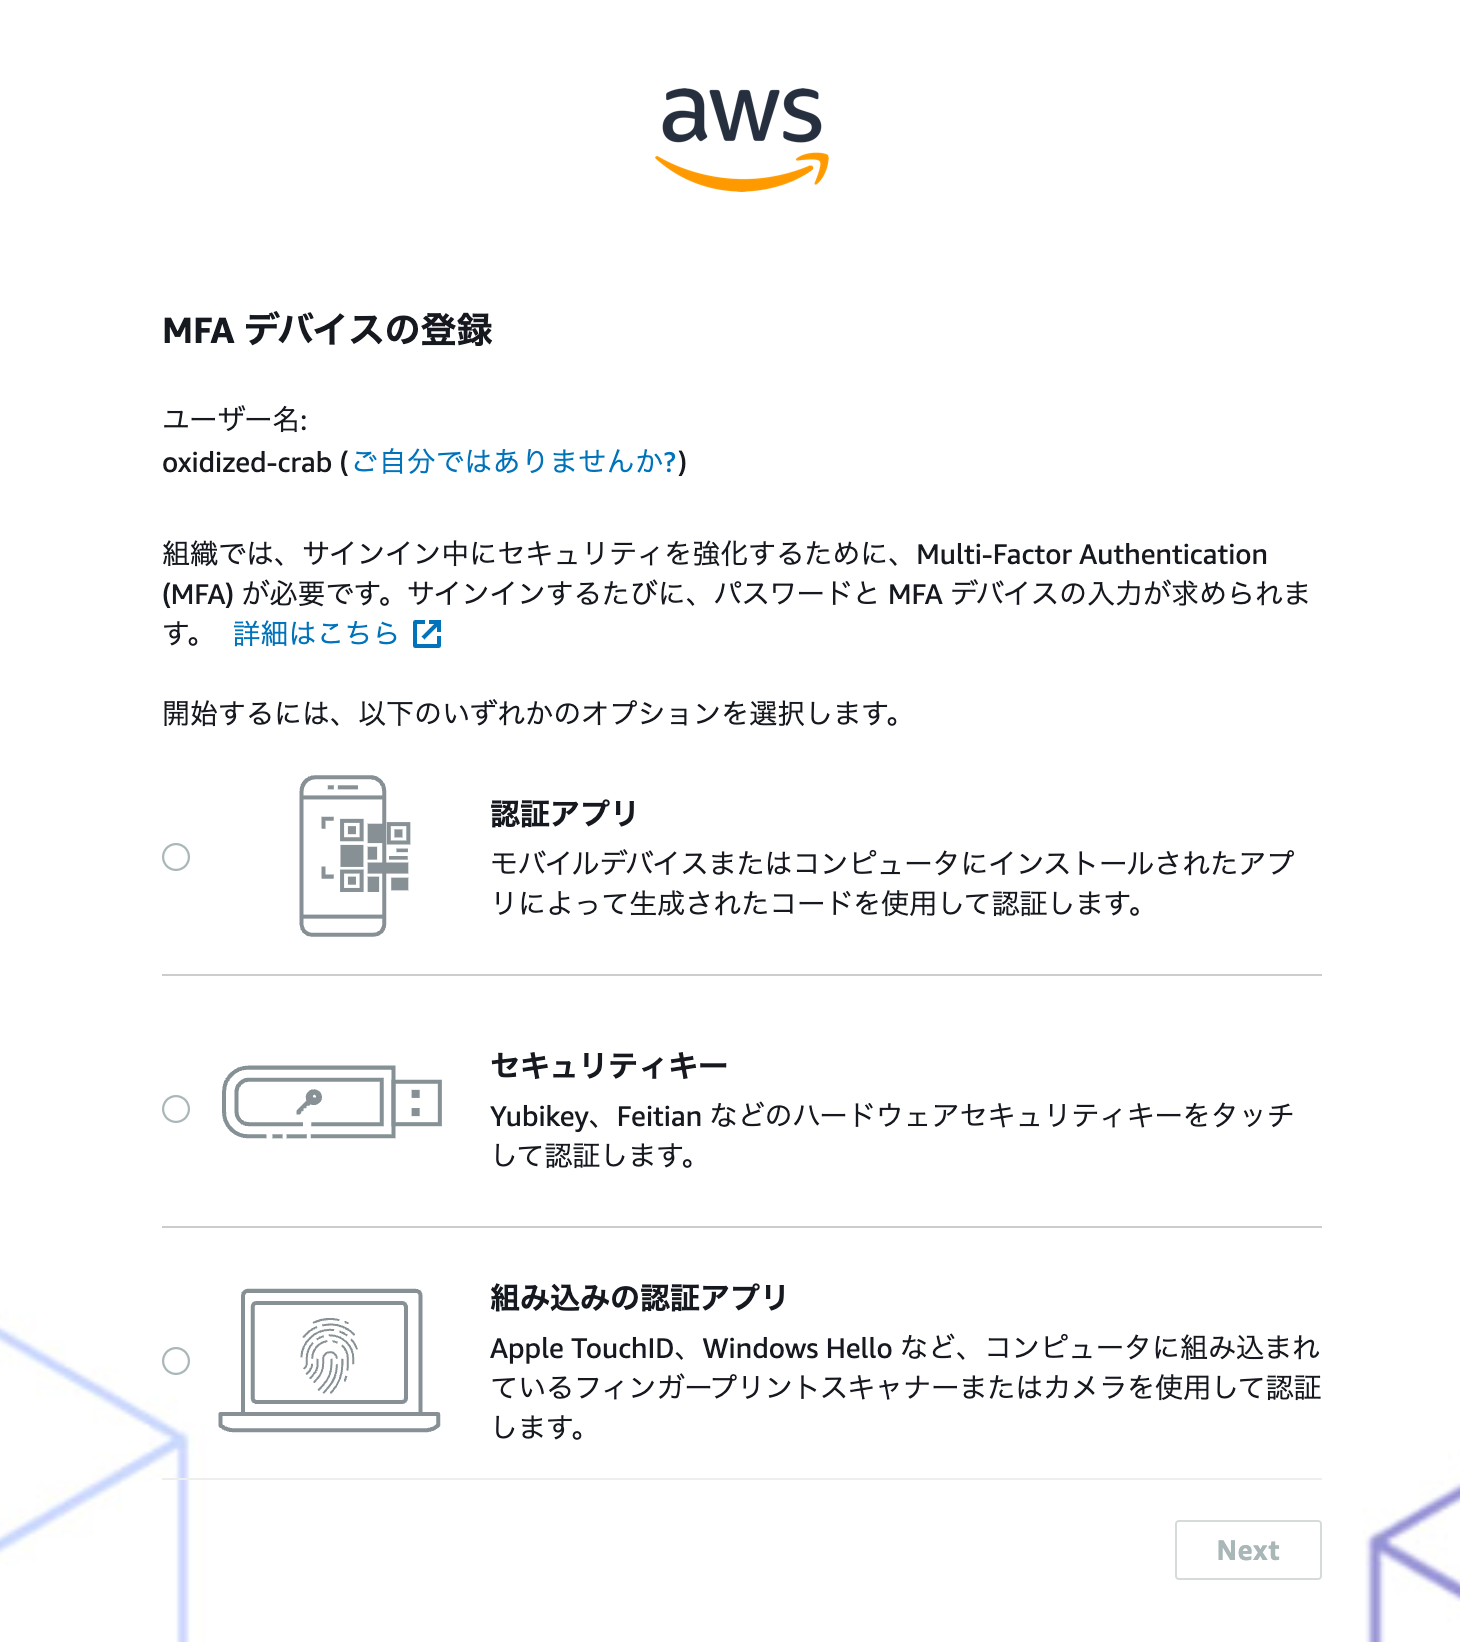 aws
MFA デバイスの登録
ユーザー名:
oxidized-crab (ご自分ではありませんか?)
組織では、サインイン中にセキュリティを強化するために、Multi-Factor Authentication
(MFA) が必要です。サインインするたびに、パスワードと MFA デバイスの入力が求められま
す。 詳細はこちら
開始するには、以下のいずれかのオプションを選択します。
認証アプリ
モバイルデバイスまたはコンピュータにインストールされたアプ
リによって生成されたコードを使用して認証します。
セキュリティキー
Yubikey、Feitian などのハードウェアセキュリティキーをタッチ
して認証します。
組み込みの認証アプリ
Apple TouchID、Windows Hello など、コンピュータに組み込まれ
ているフィンガープリントスキャナーまたはカメラを使用して認証
します。
Next